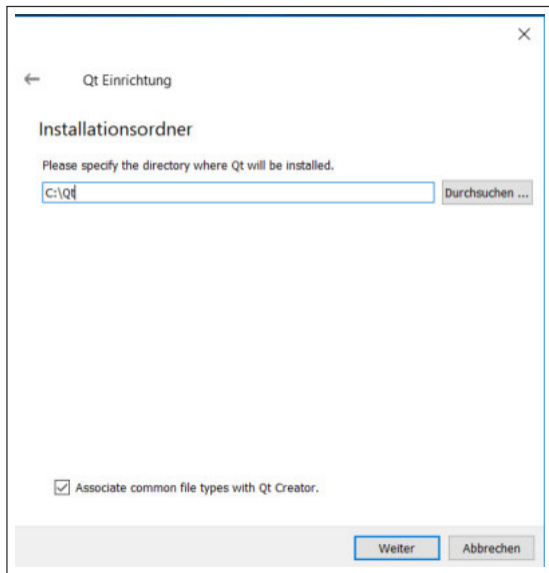 Qt Einrichtung
Installationsordner
Please specify the directory where Qt will be installed.
C:\Qt
Durchsuchen ...
Associate common file types with Qt Creator.
Weiter
Abbrechen